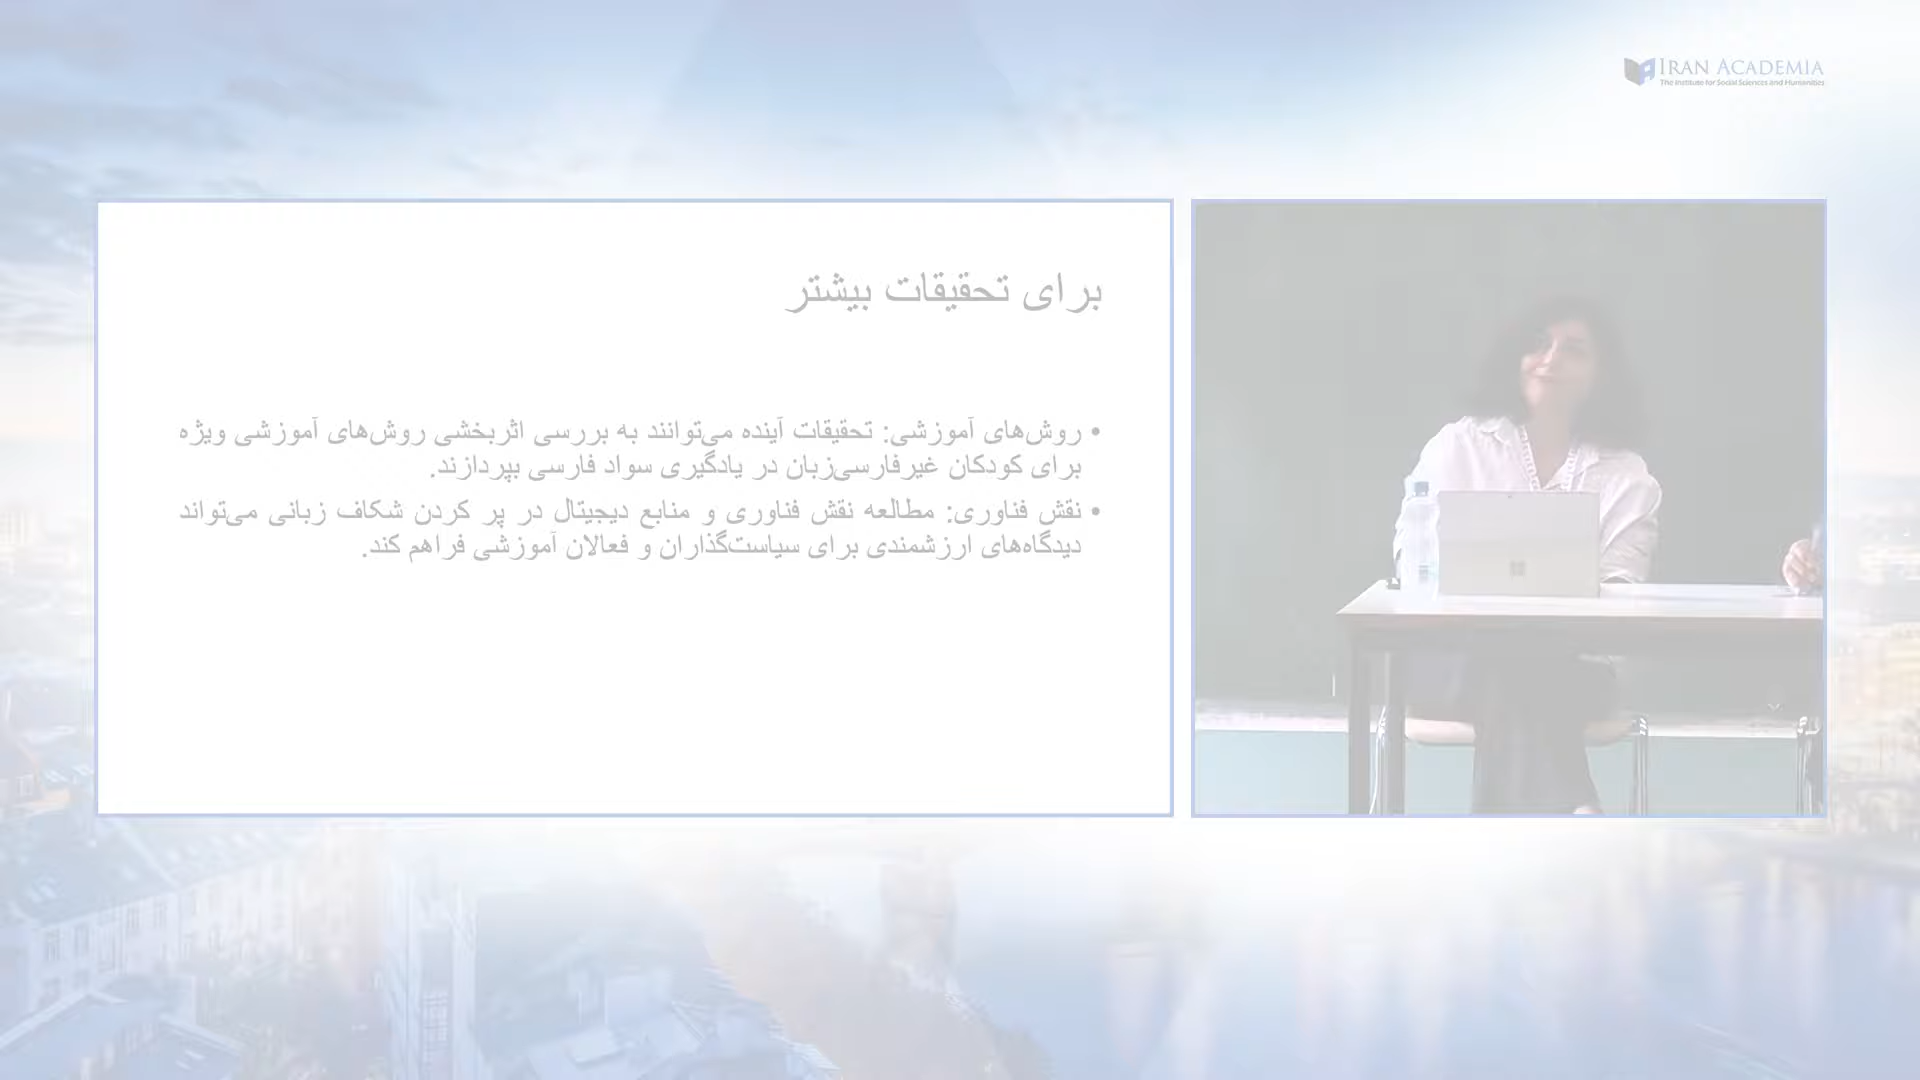 IRAN ACADEMIA
The Institute for Social Sciences and Humanities
برای تحقیقات بیشتر
• روش‌های آموزشی: تحقیقات آینده می‌توانند به بررسی اثربخشی روش‌های آموزشی ویژه
برای کودکان غیرفارسی‌زبان در یادگیری سواد فارسی بپردازند.
• نقش فناوری: مطالعه نقش فناوری و منابع دیجیتال در پر کردن شکاف زبانی می‌تواند
دیدگاه‌های ارزشمندی برای سیاست‌گذاران و فعالان آموزشی فراهم کند.